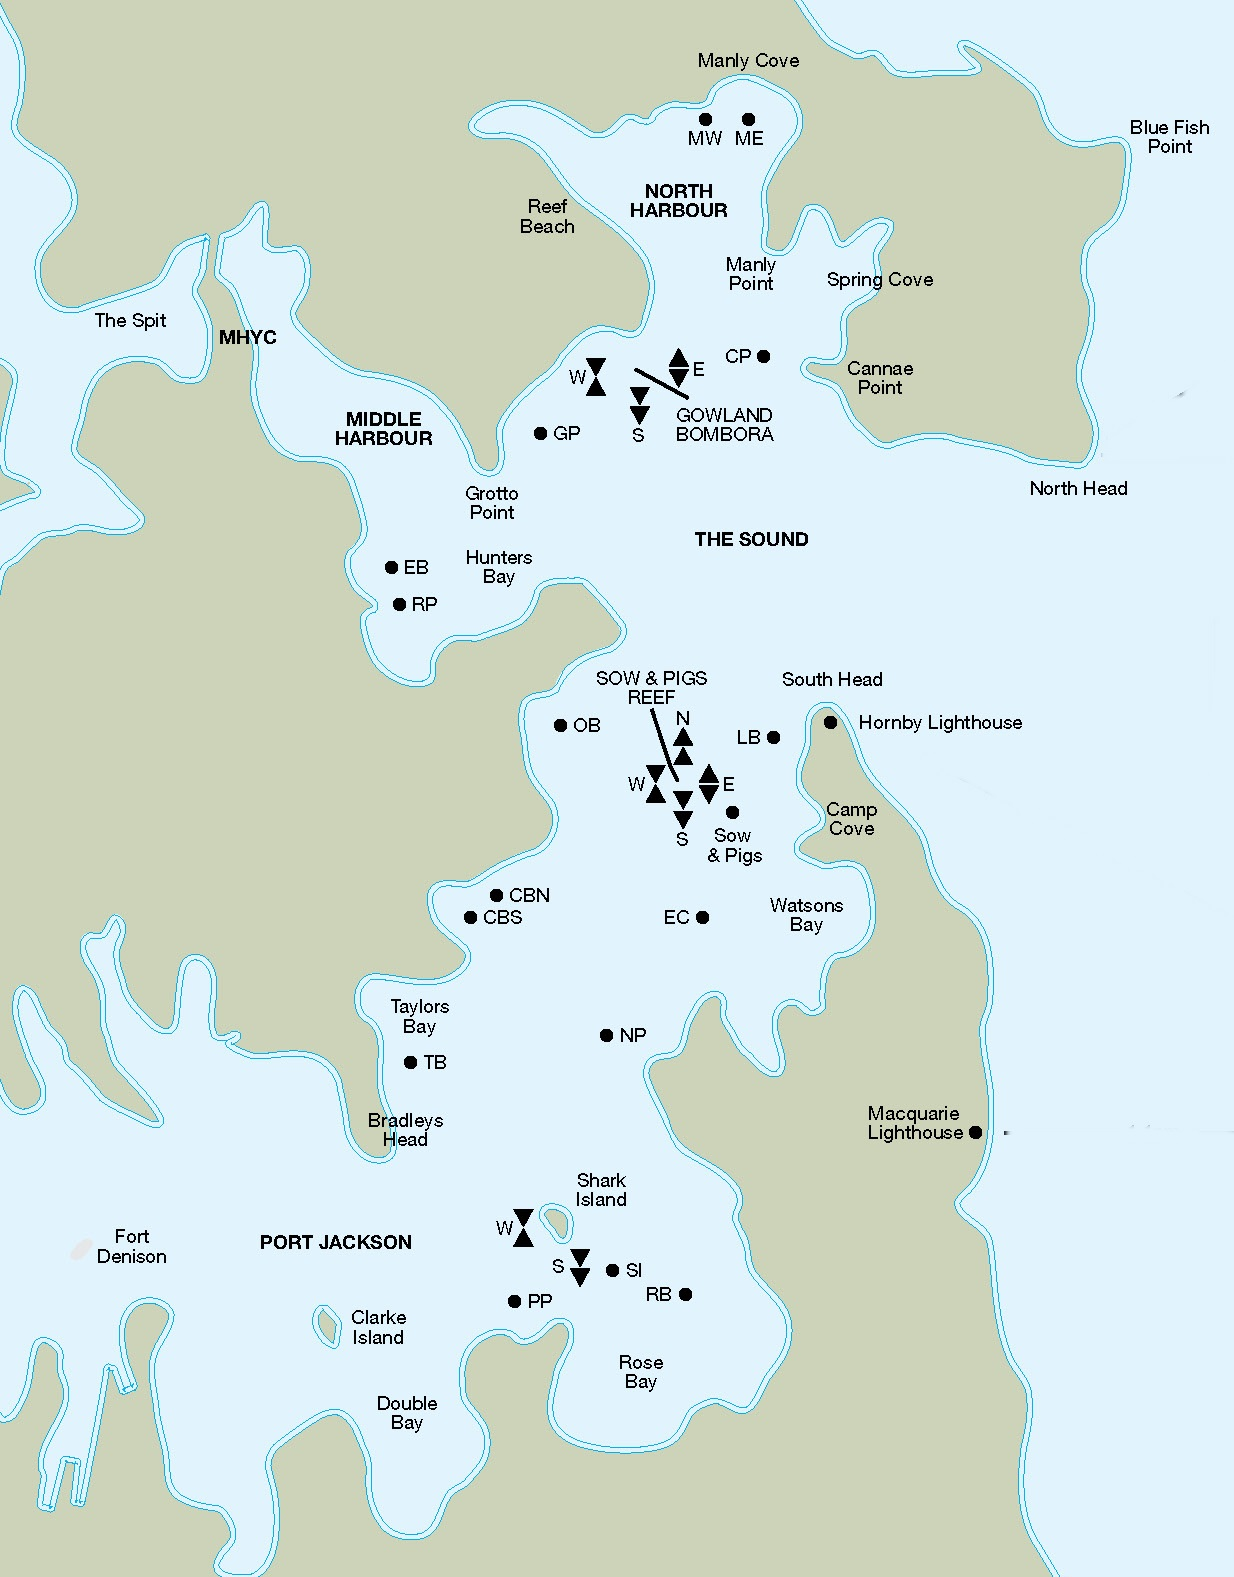 Manly Cove
Blue Fish
Point
MW
ME
NORTH
HARBOUR
Reef
Beach
Manly
Point
Spring Cove
The Spit
MHYC
CP
W
E
Cannae
Point
MIDDLE
HARBOUR
GOWLAND
BOMBORA
S
GP
North Head
Grotto
Point
THE SOUND
Hunters
Bay
EB
RP
SOW & PIGS
REEF
South Head
N
OB
LB
Hornby Lighthouse
W
E
Camp
Cove
S
Sow
& Pigs
CBN
CBS
EC
Watsons
Bay
Taylors
Bay
NP
TB
Bradleys
Head
Macquarie
Lighthouse
Shark
Island
W
Fort
Denison
PORT JACKSON
S
SI
RB
PP
Clarke
Island
Rose
Bay
Double
Bay